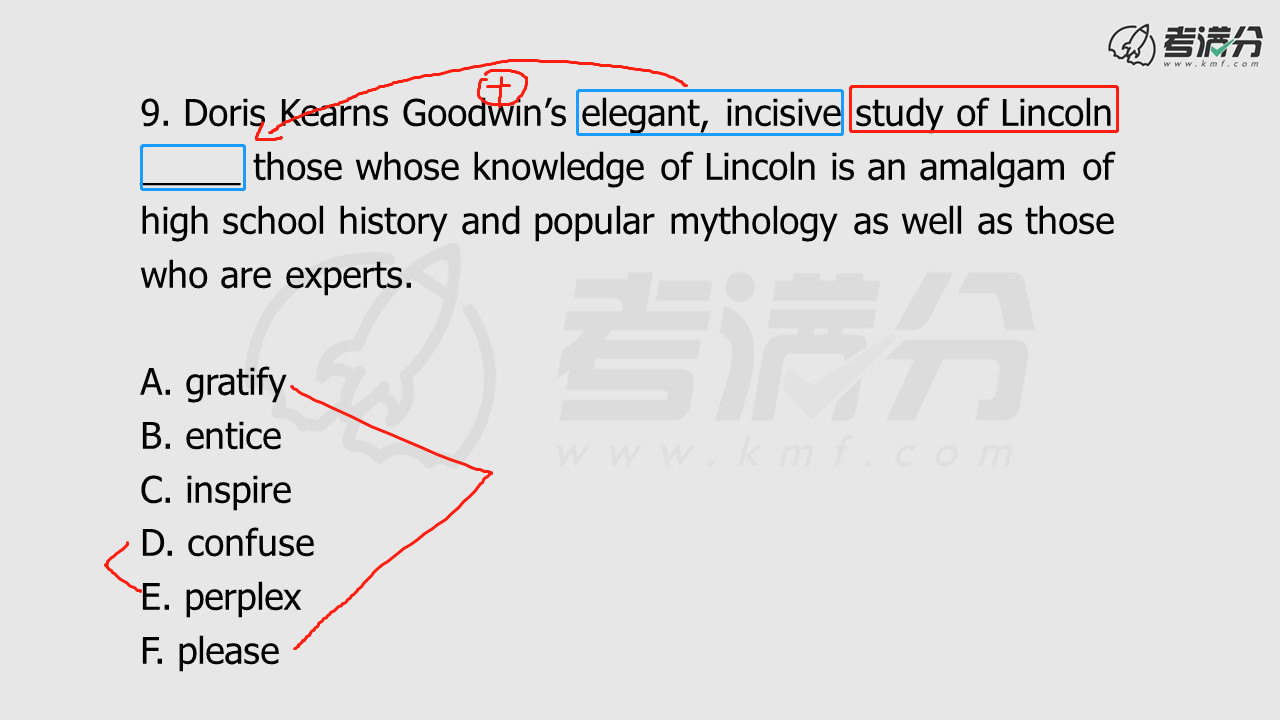 考满分
www.kmf.com
9. Doris Kearns Goodwin’s elegant, incisive study of Lincoln
______ those whose knowledge of Lincoln is an amalgam of
high school history and popular mythology as well as those
who are experts.
考满分
www.kmf.com
A. gratify
B. entice
C. inspire
D. confuse
E. perplex
F. please